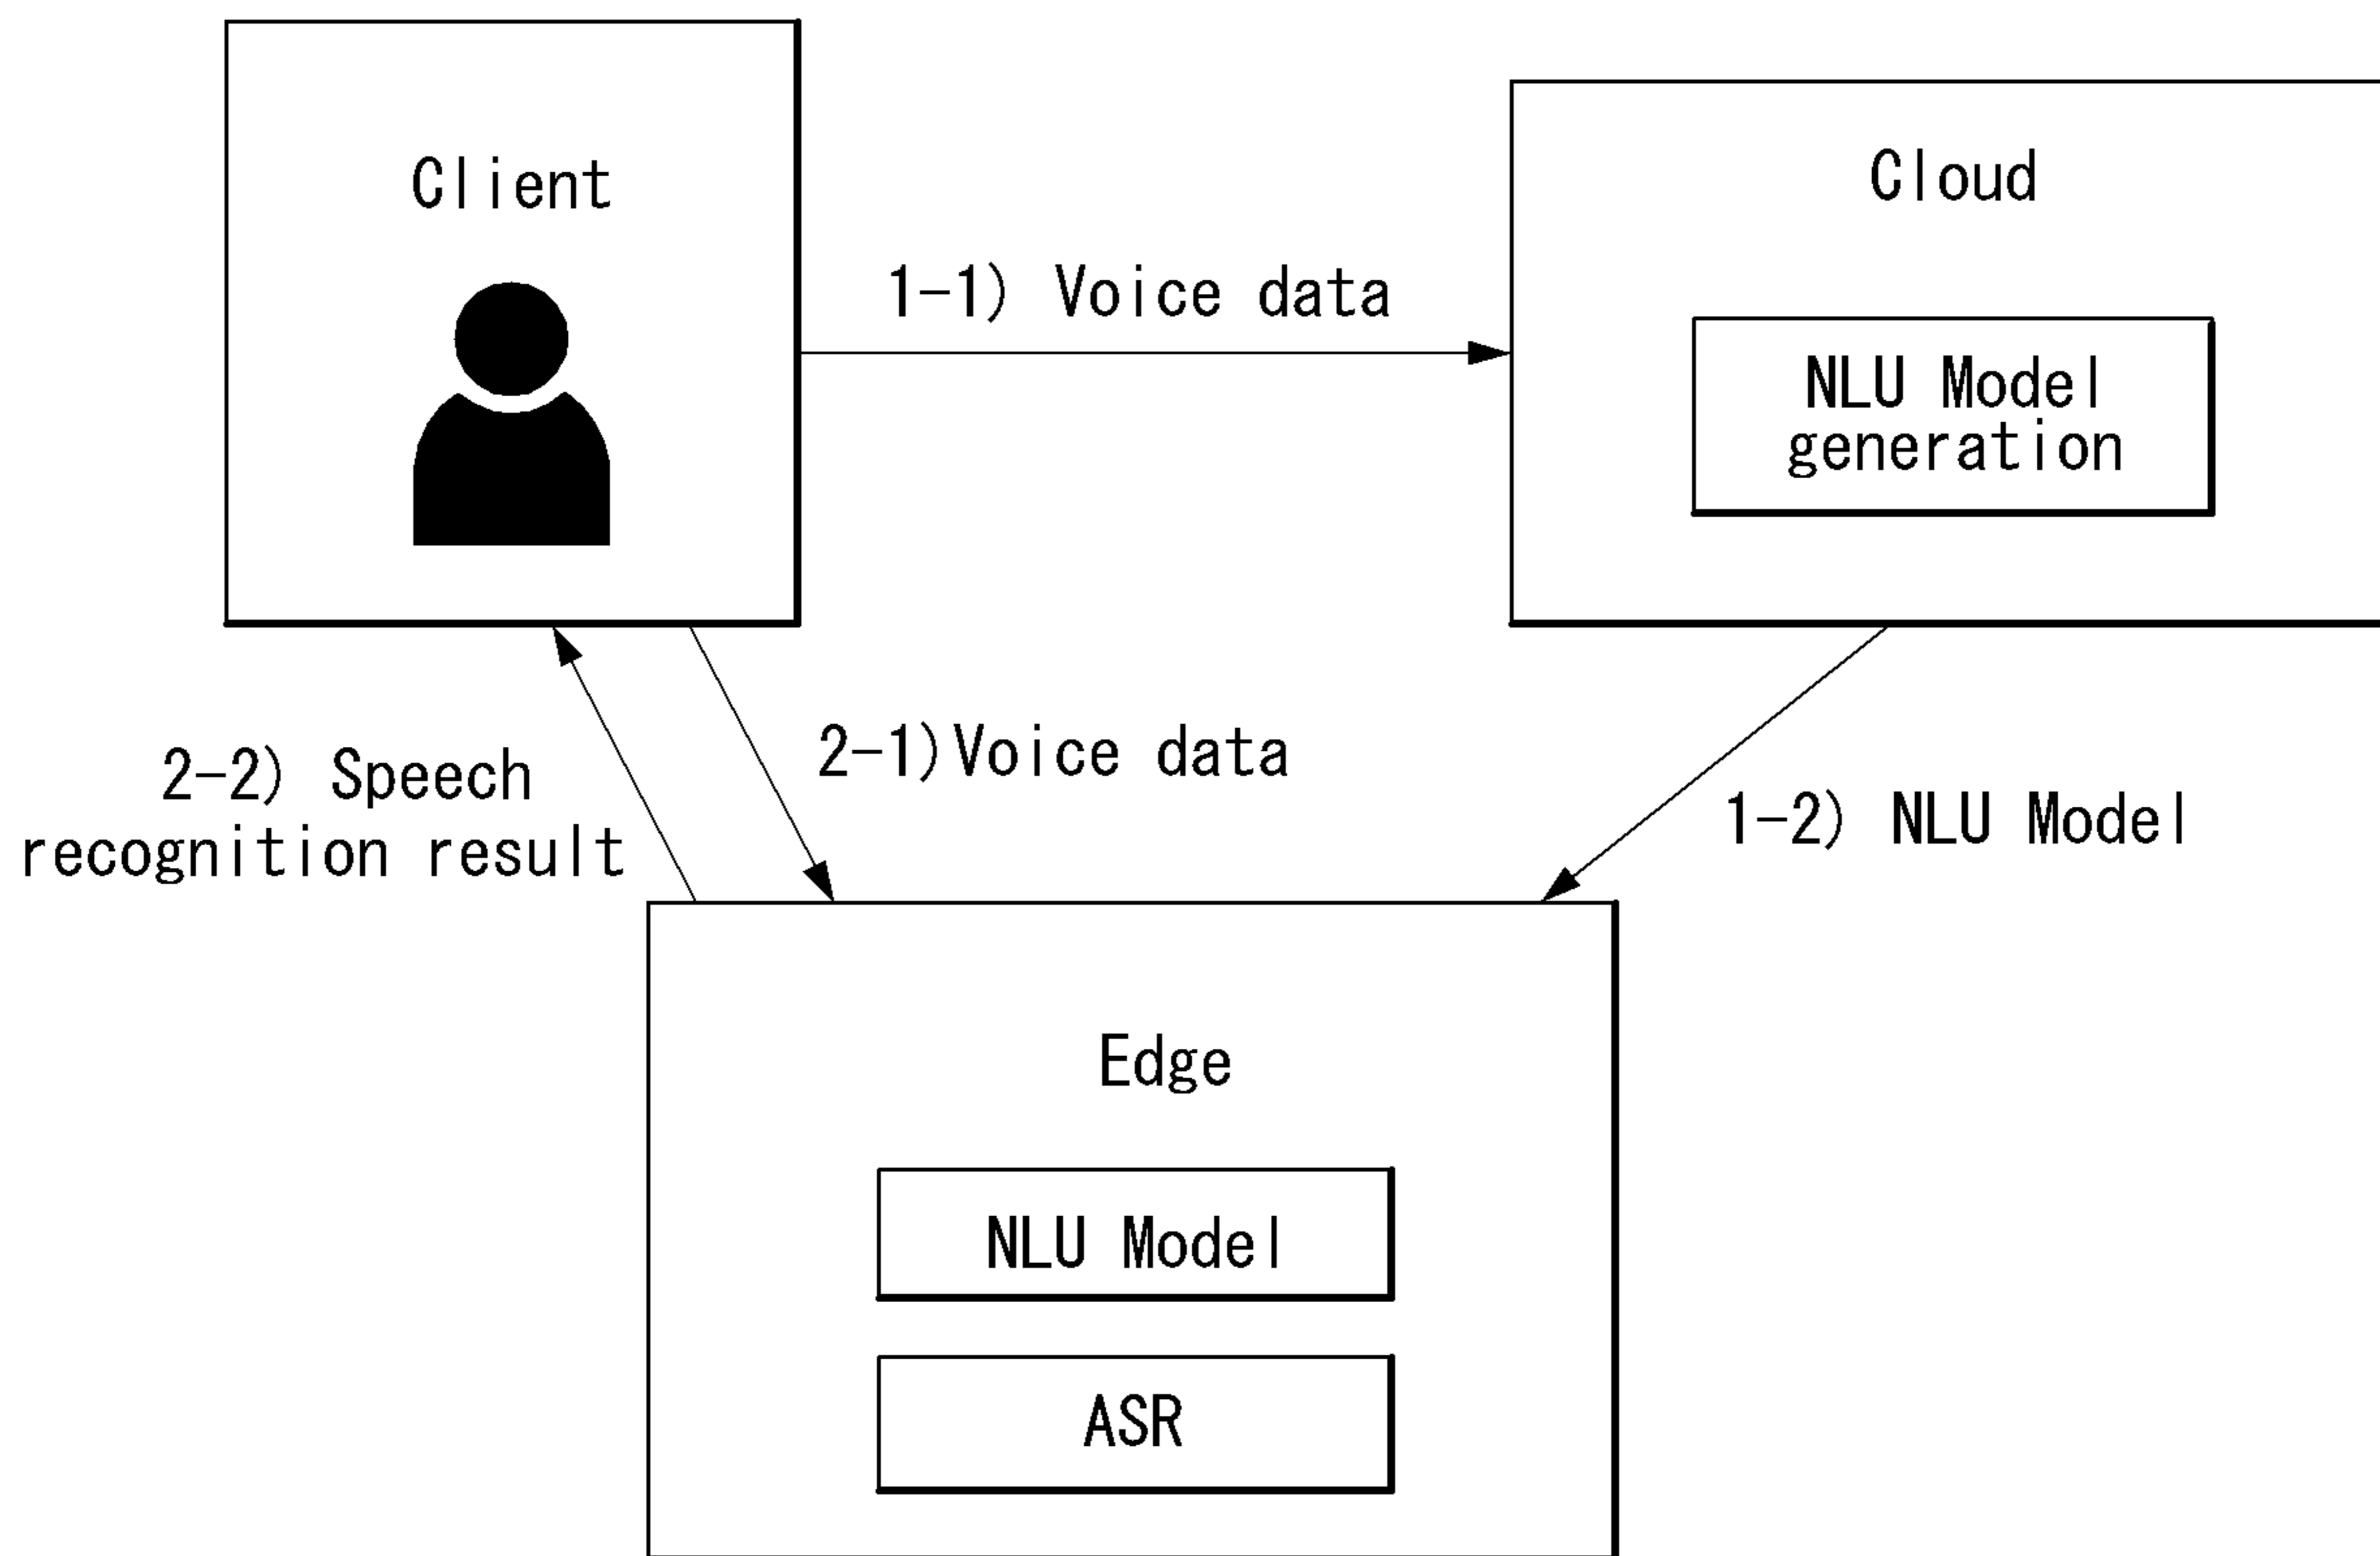 Client
Cloud
1-1) Voice data
NLU Model
generation
2-1)Voice data
2-2) Speech
recognition result
1-2) NLU Model
Edge
NLU Model
ASR